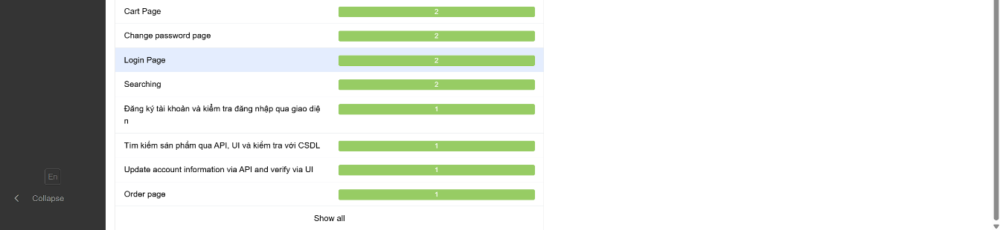 Cart Page 2
Change password page 2
Login Page 2
Searching 2
Đăng ký tài khoản và kiểm tra đăng nhập qua giao diệ 1
n
Tìm kiếm sản phẩm qua API, UI và kiểm tra với CSDL 1
Update account information via API and verify via UI 1
En
Order page 1
Collapse
Show all